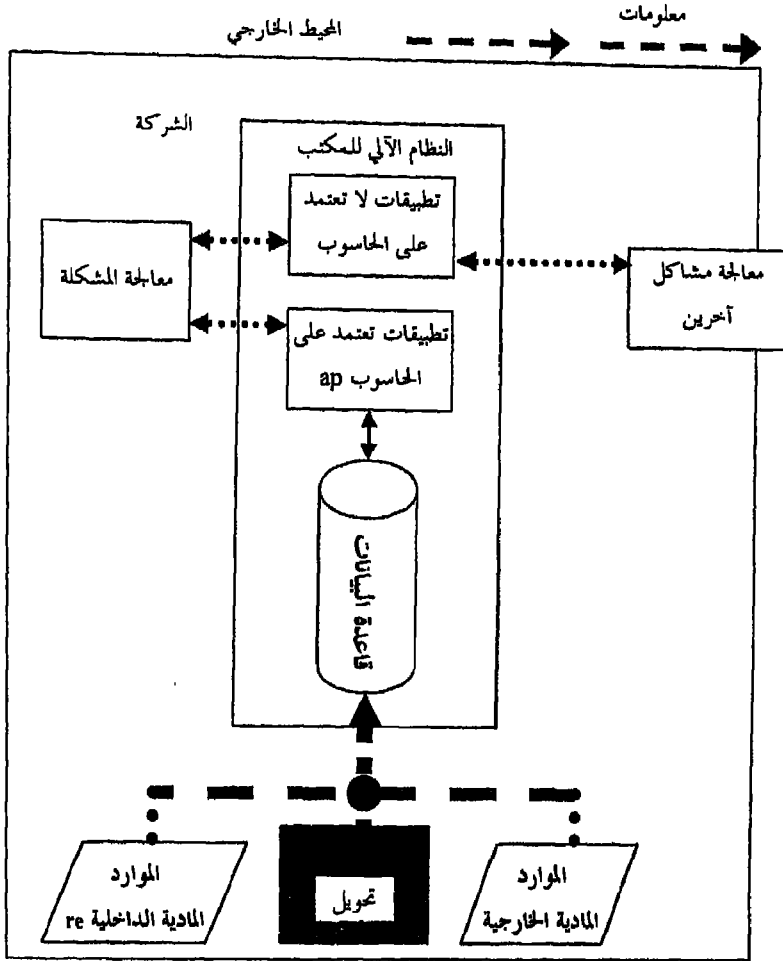 معلومات
المحيط الخارجي
الشركة
النظام الآلي للمكتب
تطبيقات لا تعتمد
على الحاسوب
معالجة المشكلة
معالجة مشاكل
آخرين
تطبيقات تعتمد على
الحاسوب ap
قاعدة البيانات
الموارد
المادية الخارجية
تحويل
الموارد
المادية الداخلية re